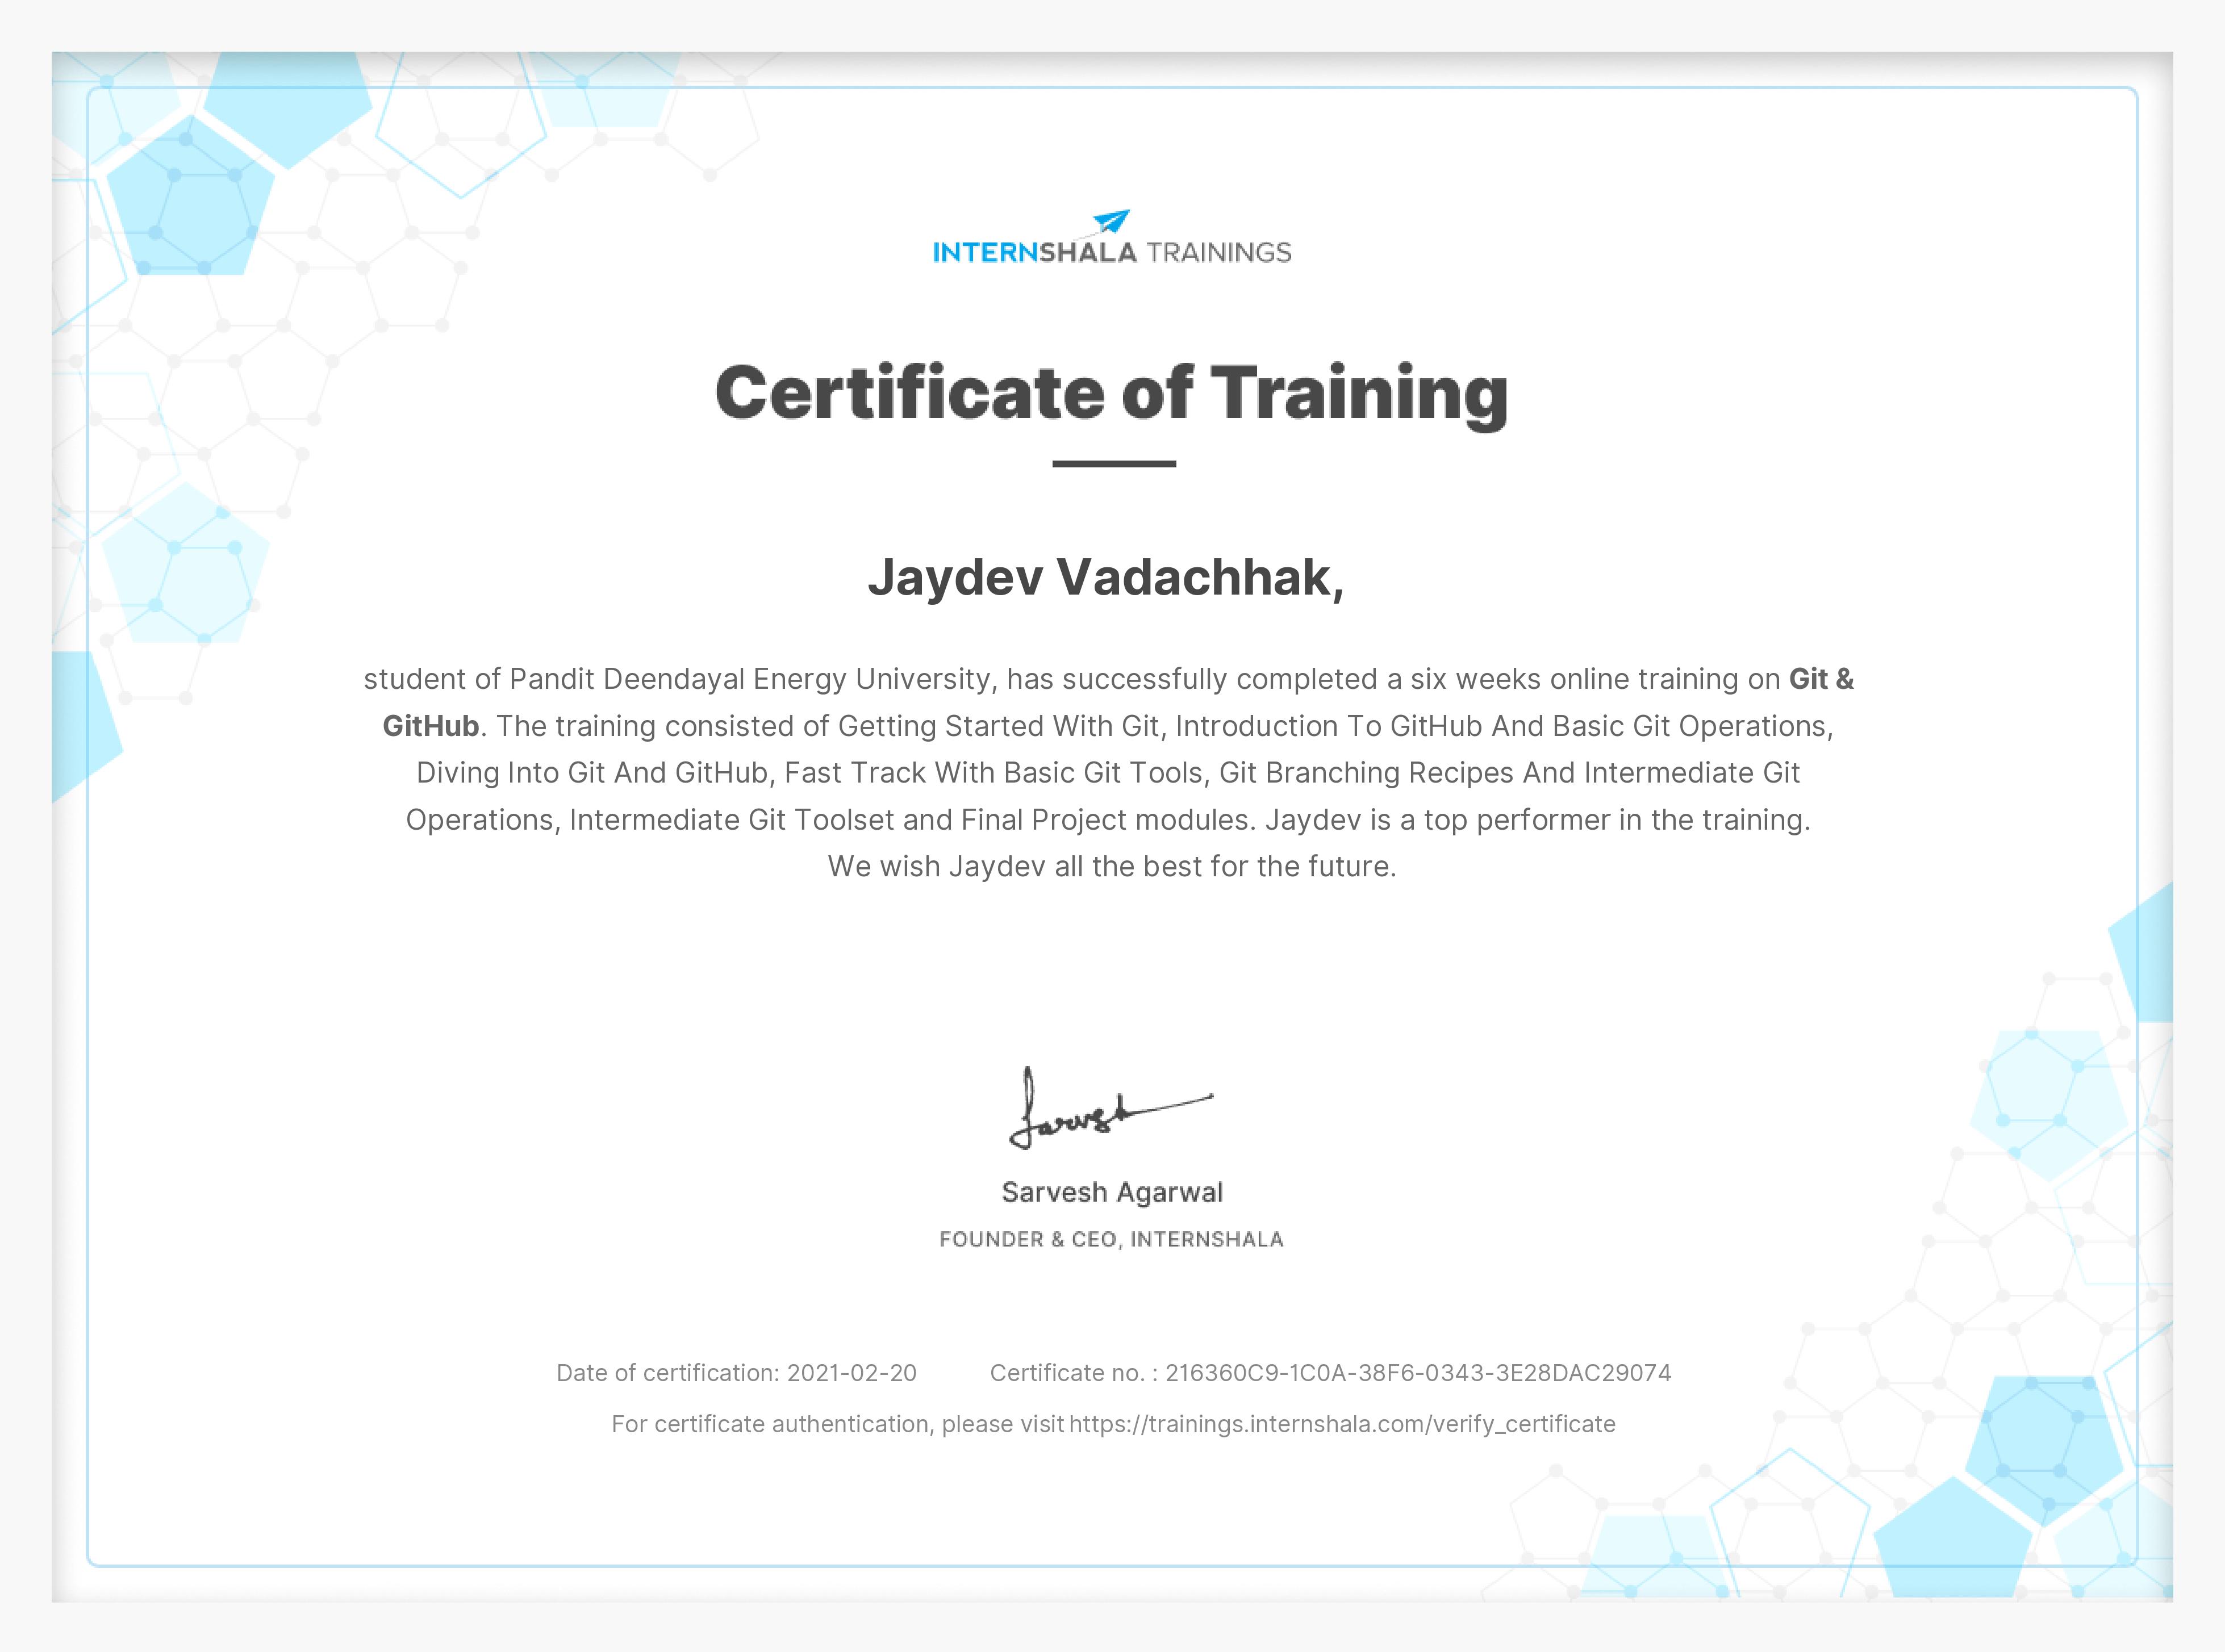 INTERNSHALA TRAININGS
Certificate of Training
Jaydev Vadachhak,
student of Pandit Deendayal Energy University, has successfully completed a six weeks online training on Git &
GitHub. The training consisted of Getting Started With Git, Introduction To GitHub And Basic Git Operations,
Diving Into Git And GitHub, Fast Track With Basic Git Tools, Git Branching Recipes And Intermediate Git
Operations, Intermediate Git Toolset and Final Project modules. Jaydev is a top performer in the training.
We wish Jaydev all the best for the future.
Sarvesh
Sarvesh Agarwal
FOUNDER & CEO, INTERNSHALA
Date of certification: 2021-02-20 Certificate no. : 216360C9-1C0A-38F6-0343-3E28DAC29074
For certificate authentication, please visit https://trainings.internshala.com/verify_certificate